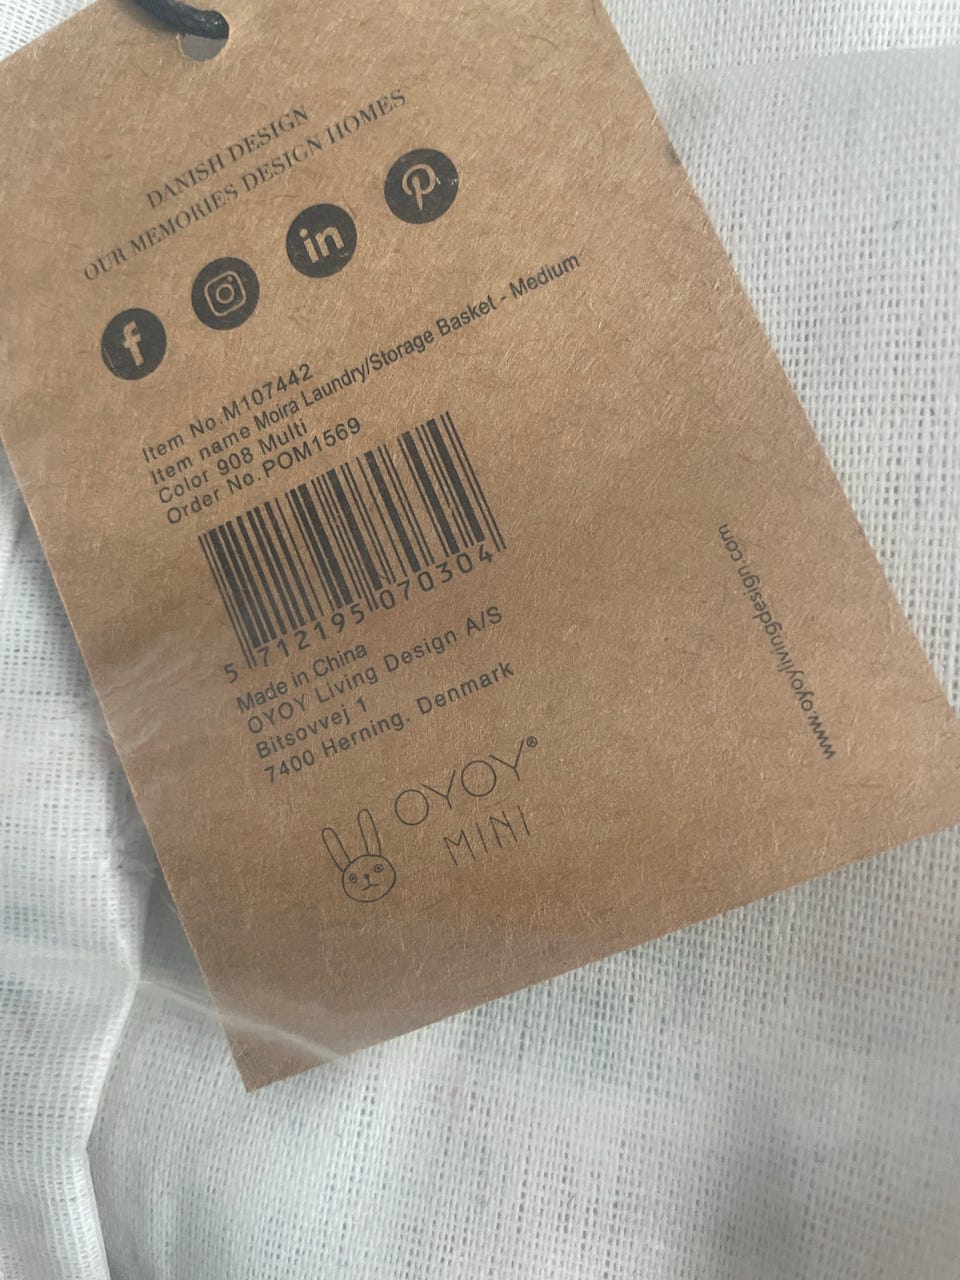 DANISH DESIGN
OUR MEMORIES DESIGN HOMES
Item No.M107442
Item name Moira Laundry/Storage Basket - Medium
Color 908 Multi
Order No.POM1569
5 712195 070304
Made in China
OYOY Living Design A/S
Bitsovvej 1
7400 Herning, Denmark
OYOY®
MINI
www.oyoylivingdesign.com